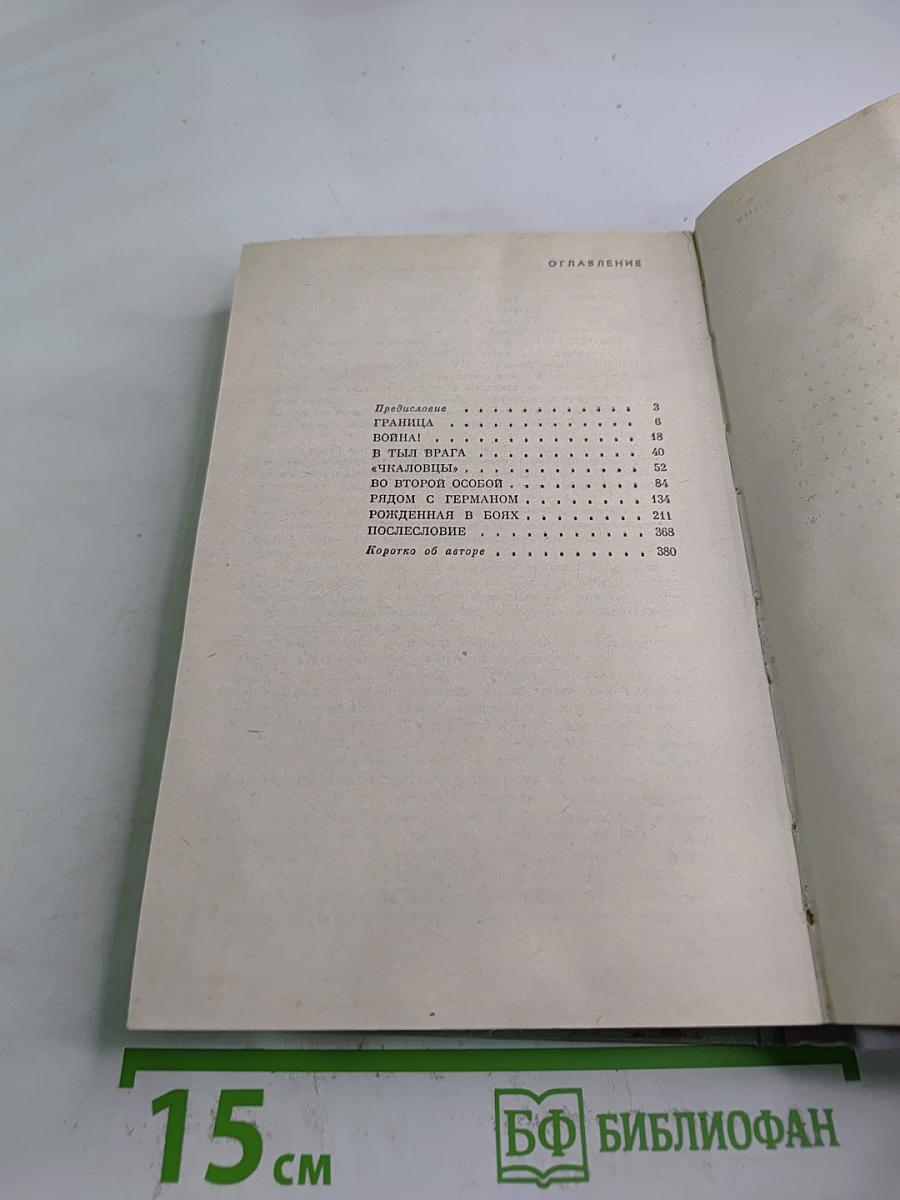 ОГЛАВЛЕНИЕ
Предисловие . . . . . . . . . . . . 3
ГРАНИЦА . . . . . . . . . . . . . 6
ВОЙНА! . . . . . . . . . . . . . . 18
В ТЫЛ ВРАГА . . . . . . . . . . . 40
«ЧКАЛОВЦЫ» . . . . . . . . . . . . 52
ВО ВТОРОЙ ОСОБОЙ . . . . . . . . . 84
РЯДОМ С ГЕРМАНОМ . . . . . . . . 134
РОЖДЕННАЯ В БОЯХ . . . . . . . . 211
ПОСЛЕСЛОВИЕ . . . . . . . . . . . 368
Коротко об авторе . . . . . . . . . . 380
15 см
БФ БИБЛИОФАН